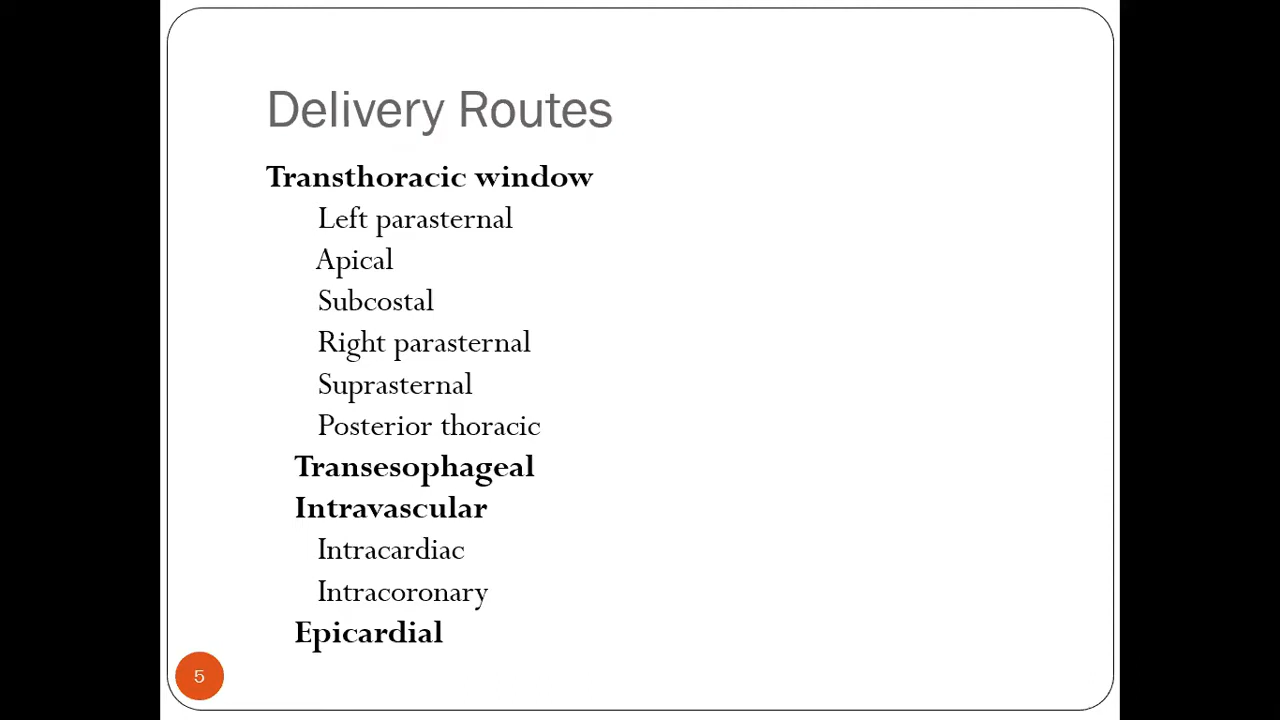 Delivery Routes
Transthoracic window
Left parasternal
Apical
Subcostal
Right parasternal
Suprasternal
Posterior thoracic
Transesophageal
Intravascular
Intracardiac
Intracoronary
Epicardial
5